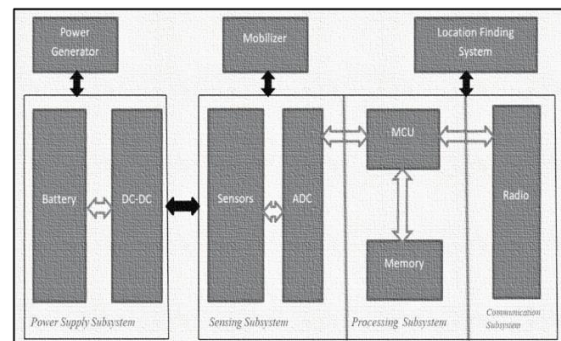 Power
Generator
Mobilizer
Location Finding
System
Battery
DC-DC
Sensors
ADC
MCU
Memory
Radio
Power Supply Subsystem
Sensing Subsystem
Processing Subsystem
Communication
Subsystem